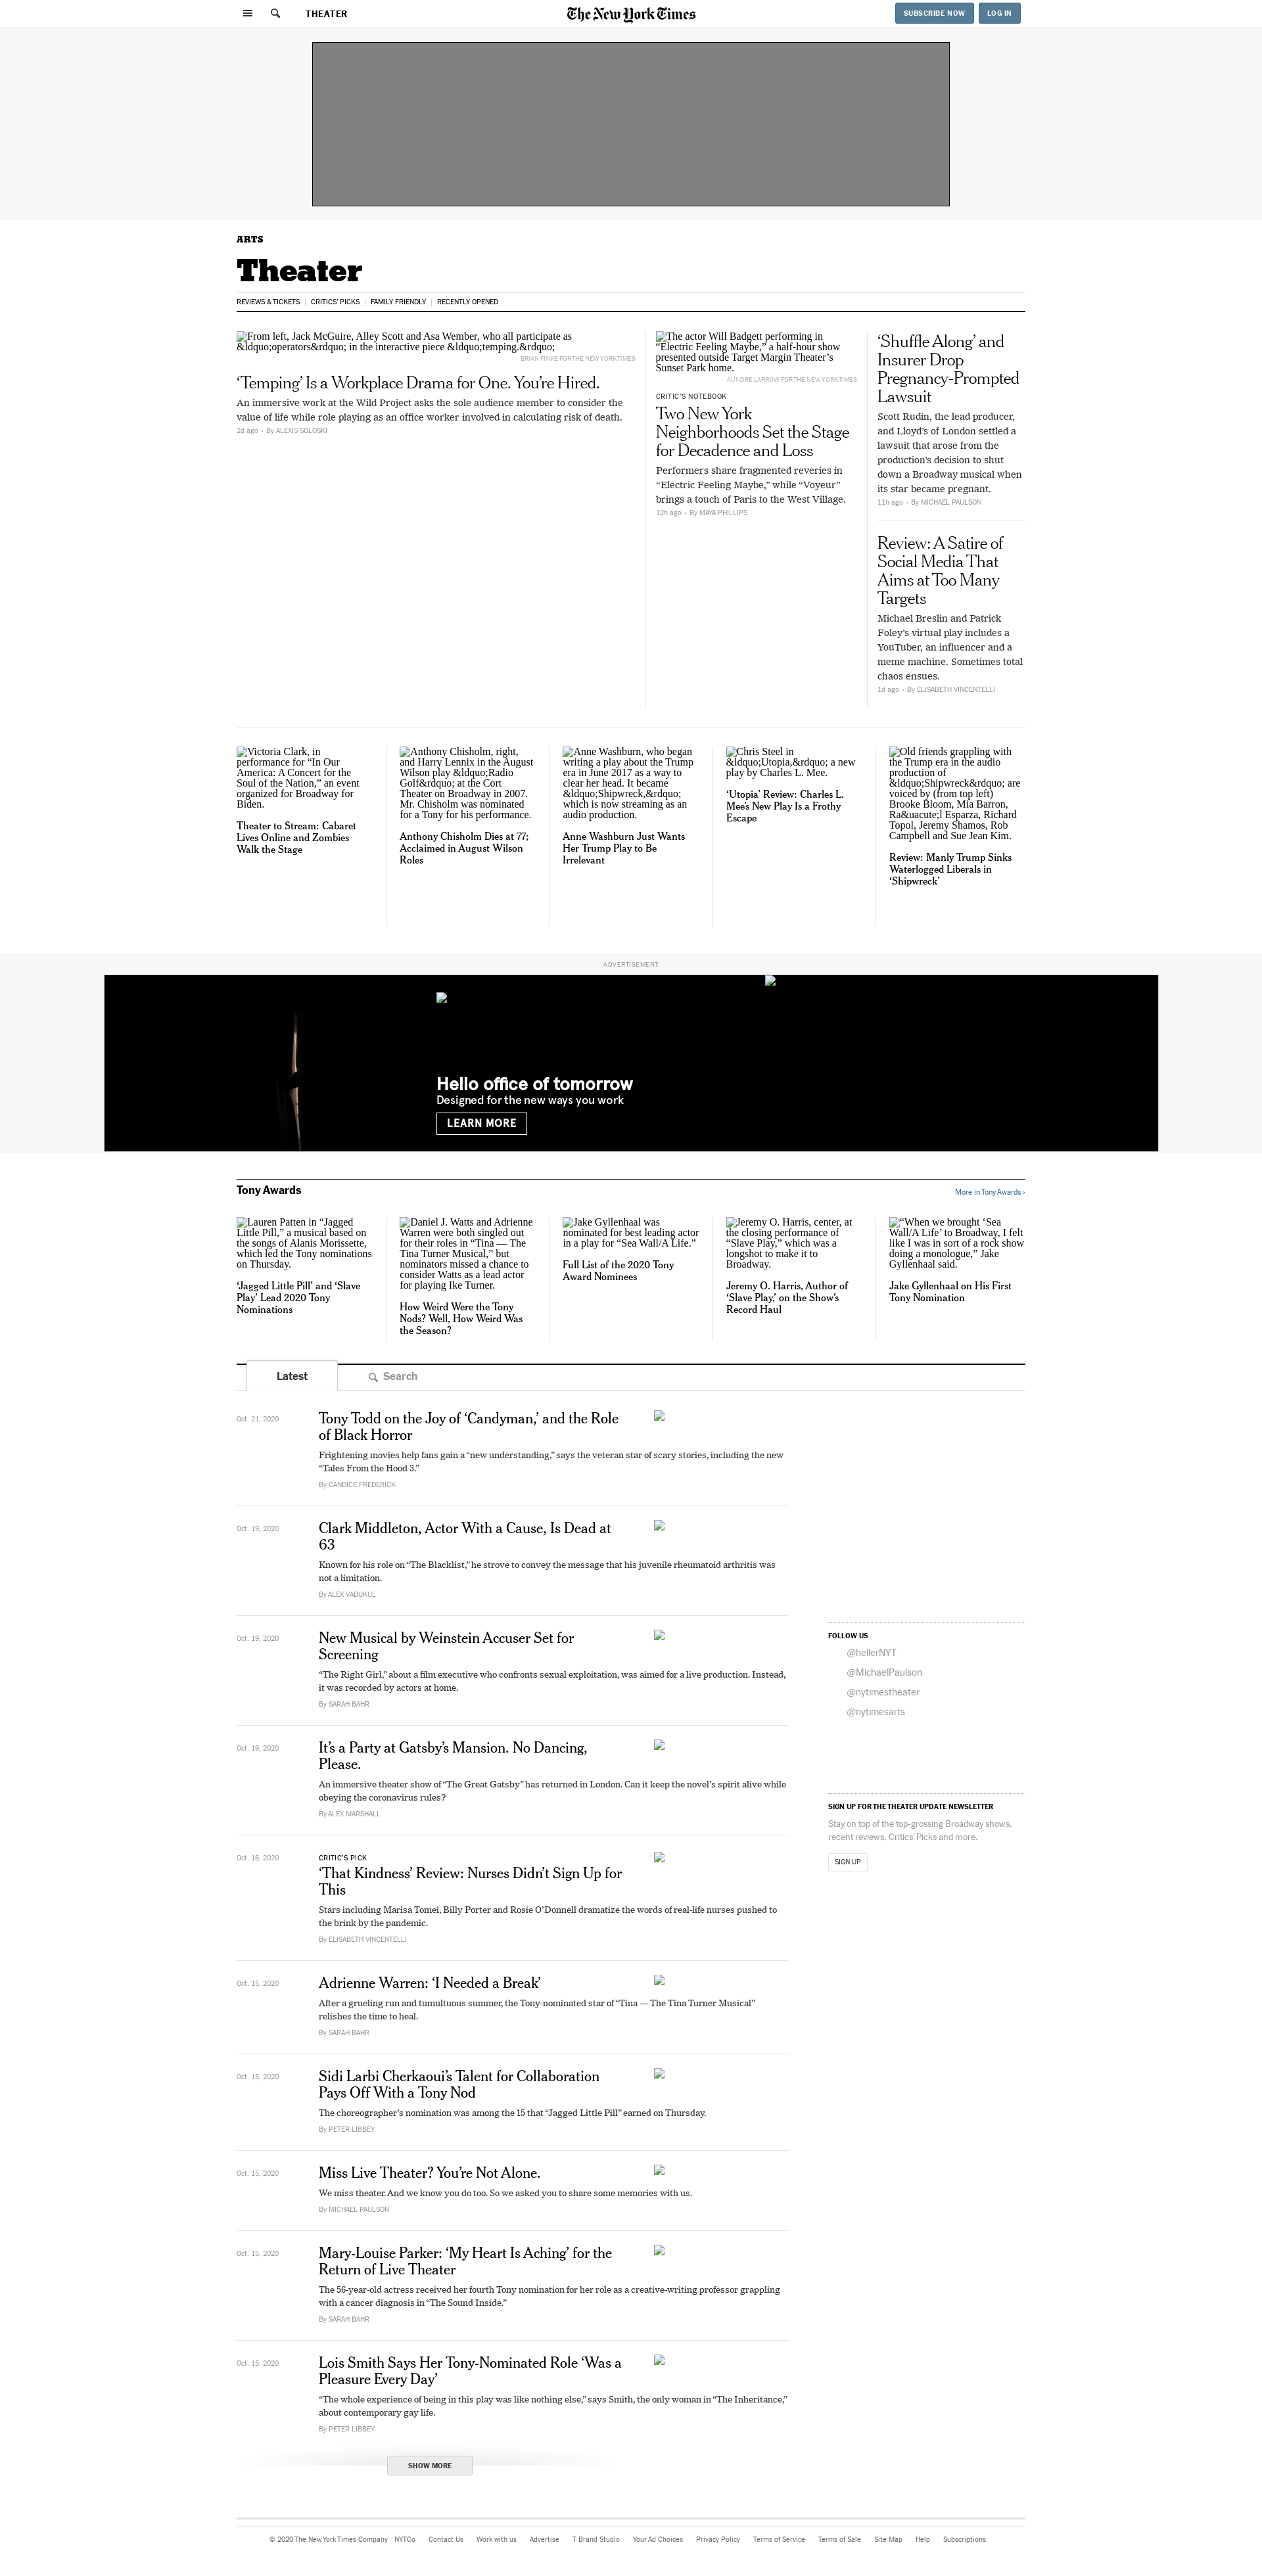 THEATER
The New York Times
SUBSCRIBE NOW
LOG IN
ARTS
Theater
REVIEWS & TICKETS | CRITICS' PICKS | FAMILY FRIENDLY | RECENTLY OPENED
From left, Jack McGuire, Alley Scott and Asa Wember, who all participate as
&ldquo;operators&rdquo; in the interactive piece &ldquo;temping.&rdquo;
BRIAN FINKE FOR THE NEW YORK TIMES
‘Temping’ Is a Workplace Drama for One. You’re Hired.
An immersive work at the Wild Project asks the sole audience member to consider the
value of life while role playing as an office worker involved in calculating risk of death.
2d ago • By ALEXIS SOLOSKI
The actor Will Badgett performing in
“Electric Feeling Maybe,” a half-hour show
presented outside Target Margin Theater’s
Sunset Park home.
AUNDRE LARROW FOR THE NEW YORK TIMES
CRITIC’S NOTEBOOK
Two New York
Neighborhoods Set the Stage
for Decadence and Loss
Performers share fragmented reveries in
“Electric Feeling Maybe,” while “Voyeur”
brings a touch of Paris to the West Village.
12h ago • By MAYA PHILLIPS
‘Shuffle Along’ and
Insurer Drop
Pregnancy-Prompted
Lawsuit
Scott Rudin, the lead producer,
and Lloyd’s of London settled a
lawsuit that arose from the
production’s decision to shut
down a Broadway musical when
its star became pregnant.
11h ago • By MICHAEL PAULSON
Review: A Satire of
Social Media That
Aims at Too Many
Targets
Michael Breslin and Patrick
Foley’s virtual play includes a
YouTuber, an influencer and a
meme machine. Sometimes total
chaos ensues.
1d ago • By ELISABETH VINCENTELLI
Victoria Clark, in
performance for “In Our
America: A Concert for the
Soul of the Nation,” an event
organized for Broadway for
Biden.
Theater to Stream: Cabaret
Lives Online and Zombies
Walk the Stage
Anthony Chisholm, right,
and Harry Lennix in the August
Wilson play &ldquo;Radio
Golf&rdquo; at the Cort
Theater on Broadway in 2007.
Mr. Chisholm was nominated
for a Tony for his performance.
Anthony Chisholm Dies at 77;
Acclaimed in August Wilson
Roles
Anne Washburn, who began
writing a play about the Trump
era in June 2017 as a way to
clear her head. It became
&ldquo;Shipwreck,&rdquo;
which is now streaming as an
audio production.
Anne Washburn Just Wants
Her Trump Play to Be
Irrelevant
Chris Steel in
&ldquo;Utopia,&rdquo; a new
play by Charles L. Mee.
‘Utopia’ Review: Charles L.
Mee’s New Play Is a Frothy
Escape
Old friends grappling with
the Trump era in the audio
production of
&ldquo;Shipwreck&rdquo; are
voiced by (from top left)
Brooke Bloom, Mia Barron,
Ra&uacute;l Esparza, Richard
Topol, Jeremy Shamos, Rob
Campbell and Sue Jean Kim.
Review: Manly Trump Sinks
Waterlogged Liberals in
‘Shipwreck’
ADVERTISEMENT
Hello office of tomorrow
Designed for the new ways you work
LEARN MORE
Tony Awards
More in Tony Awards ›
Lauren Patten in “Jagged
Little Pill,” a musical based on
the songs of Alanis Morissette,
which led the Tony nominations
on Thursday.
‘Jagged Little Pill’ and ‘Slave
Play’ Lead 2020 Tony
Nominations
Daniel J. Watts and Adrienne
Warren were both singled out
for their roles in “Tina — The
Tina Turner Musical,” but
nominators missed a chance to
consider Watts as a lead actor
for playing Ike Turner.
How Weird Were the Tony
Nods? Well, How Weird Was
the Season?
Jake Gyllenhaal was
nominated for best leading actor
in a play for “Sea Wall/A Life.”
Full List of the 2020 Tony
Award Nominees
Jeremy O. Harris, center, at
the closing performance of
“Slave Play,” which was a
longshot to make it to
Broadway.
Jeremy O. Harris, Author of
‘Slave Play,’ on the Show’s
Record Haul
“When we brought ‘Sea
Wall/A Life’ to Broadway, I felt
like I was in sort of a rock show
doing a monologue,” Jake
Gyllenhaal said.
Jake Gyllenhaal on His First
Tony Nomination
Latest
Search
Oct. 21, 2020
Tony Todd on the Joy of ‘Candyman,’ and the Role
of Black Horror
Frightening movies help fans gain a “new understanding,” says the veteran star of scary stories, including the new
“Tales From the Hood 3.”
By CANDICE FREDERICK
Oct. 19, 2020
Clark Middleton, Actor With a Cause, Is Dead at
63
Known for his role on “The Blacklist,” he strove to convey the message that his juvenile rheumatoid arthritis was
not a limitation.
By ALEX VADUKUL
Oct. 19, 2020
New Musical by Weinstein Accuser Set for
Screening
“The Right Girl,” about a film executive who confronts sexual exploitation, was aimed for a live production. Instead,
it was recorded by actors at home.
By SARAH BAHR
Oct. 19, 2020
It’s a Party at Gatsby’s Mansion. No Dancing,
Please.
An immersive theater show of “The Great Gatsby” has returned in London. Can it keep the novel’s spirit alive while
obeying the coronavirus rules?
By ALEX MARSHALL
Oct. 16, 2020
CRITIC’S PICK
‘That Kindness’ Review: Nurses Didn’t Sign Up for
This
Stars including Marisa Tomei, Billy Porter and Rosie O’Donnell dramatize the words of real-life nurses pushed to
the brink by the pandemic.
By ELISABETH VINCENTELLI
Oct. 15, 2020
Adrienne Warren: ‘I Needed a Break’
After a grueling run and tumultuous summer, the Tony-nominated star of “Tina — The Tina Turner Musical”
relishes the time to heal.
By SARAH BAHR
Oct. 15, 2020
Sidi Larbi Cherkaoui’s Talent for Collaboration
Pays Off With a Tony Nod
The choreographer’s nomination was among the 15 that “Jagged Little Pill” earned on Thursday.
By PETER LIBBEY
Oct. 15, 2020
Miss Live Theater? You’re Not Alone.
We miss theater. And we know you do too. So we asked you to share some memories with us.
By MICHAEL PAULSON
Oct. 15, 2020
Mary-Louise Parker: ‘My Heart Is Aching’ for the
Return of Live Theater
The 56-year-old actress received her fourth Tony nomination for her role as a creative-writing professor grappling
with a cancer diagnosis in “The Sound Inside.”
By SARAH BAHR
Oct. 15, 2020
Lois Smith Says Her Tony-Nominated Role ‘Was a
Pleasure Every Day’
“The whole experience of being in this play was like nothing else,” says Smith, the only woman in “The Inheritance,”
about contemporary gay life.
By PETER LIBBEY
SHOW MORE
FOLLOW US
@hellerNYT
@MichaelPaulson
@nytimestheater
@nytimesarts
SIGN UP FOR THE THEATER UPDATE NEWSLETTER
Stay on top of the top-grossing Broadway shows,
recent reviews, Critics’ Picks and more.
SIGN UP
© 2020 The New York Times Company NYTCo Contact Us Work with us Advertise T Brand Studio Your Ad Choices Privacy Policy Terms of Service Terms of Sale Site Map Help Subscriptions